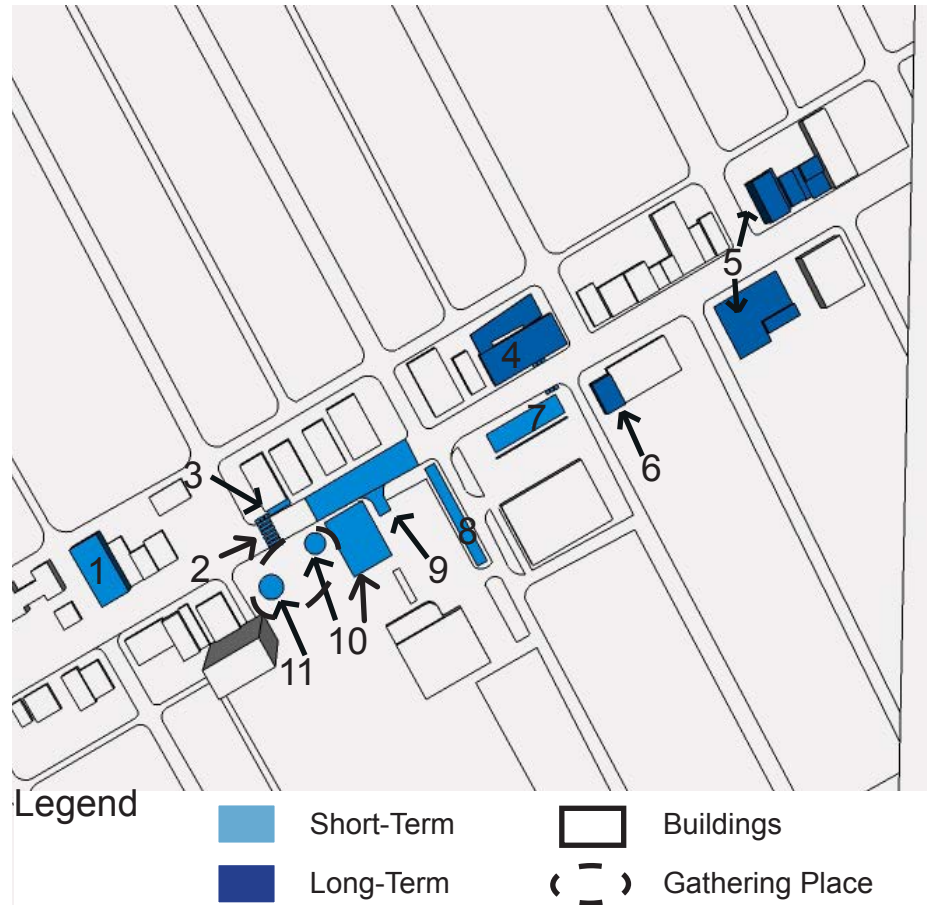 5
4
7
3
6
8
1
2
9
10
11
Legend
Short-Term
Buildings
Long-Term
Gathering Place